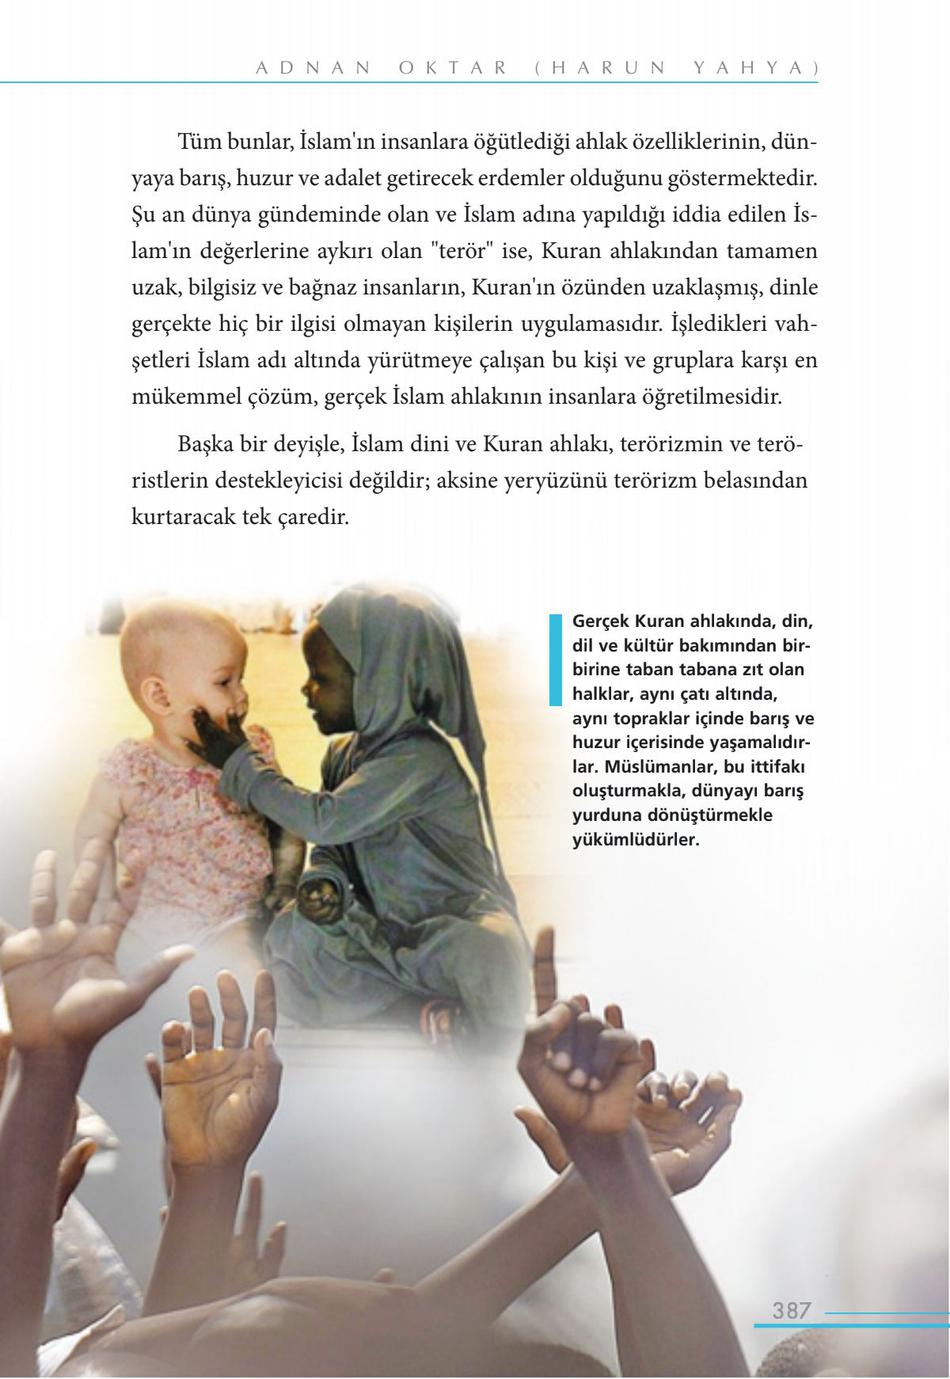 ADNAN OKTAR (HARUN YAHYA)
Tüm bunlar, İslam'ın insanlara öğütlediği ahlak özelliklerinin, dün-
yaya barış, huzur ve adalet getirecek erdemler olduğunu göstermektedir.
Şu an dünya gündeminde olan ve İslam adına yapıldığı iddia edilen İs-
lam'ın değerlerine aykırı olan "terör" ise, Kuran ahlakından tamamen
uzak, bilgisiz ve bağnaz insanların, Kuran'ın özünden uzaklaşmış, dinle
gerçekte hiç bir ilgisi olmayan kişilerin uygulamasıdır. İşledikleri vah-
şetleri İslam adı altında yürütmeye çalışan bu kişi ve gruplara karşı en
mükemmel çözüm, gerçek İslam ahlakının insanlara öğretilmesidir.
Başka bir deyişle, İslam dini ve Kuran ahlakı, terörizmin ve terö-
ristlerin destekleyicisi değildir; aksine yeryüzünü terörizm belasından
kurtaracak tek çaredir.
Gerçek Kuran ahlakında, din,
dil ve kültür bakımından bir-
birine taban tabana zıt olan
halklar, aynı çatı altında,
aynı topraklar içinde barış ve
huzur içerisinde yaşamalıdır-
lar. Müslümanlar, bu ittifakı
oluşturmakla, dünyayı barış
yurduna dönüştürmekle
yükümlüdürler.
387